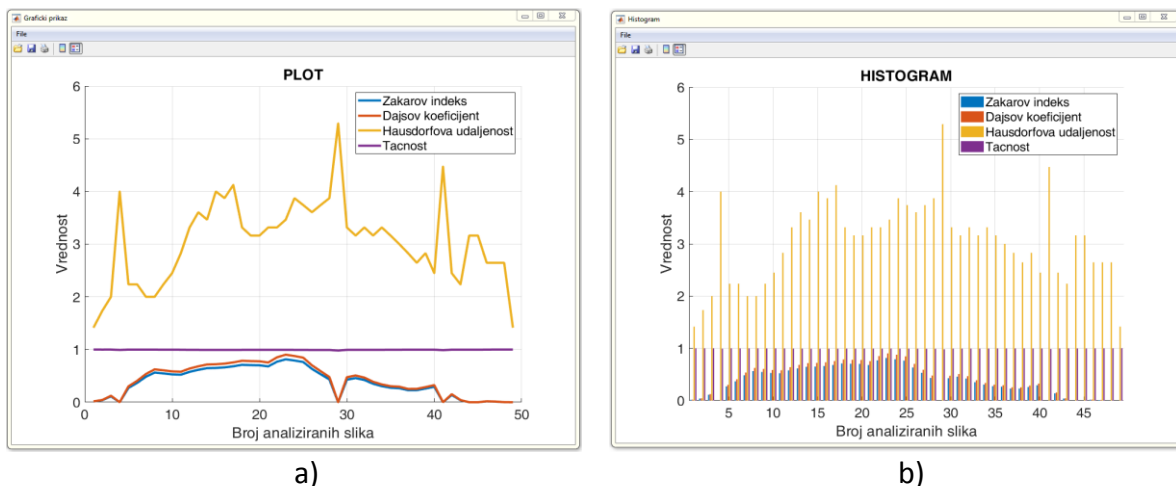 Graficki prikaz
File
PLOT
6
5
4
3
2
1
0
0 10 20 30 40 50
Vrednost
Broj analiziranih slika
Zakarov indeks
Dajsov koeficijent
Hausdorfova udaljenost
Tacnost
a)
Histogram
File
HISTOGRAM
6
5
4
3
2
1
0
5 10 15 20 25 30 35 40 45
Vrednost
Broj analiziranih slika
Zakarov indeks
Dajsov koeficijent
Hausdorfova udaljenost
Tacnost
b)